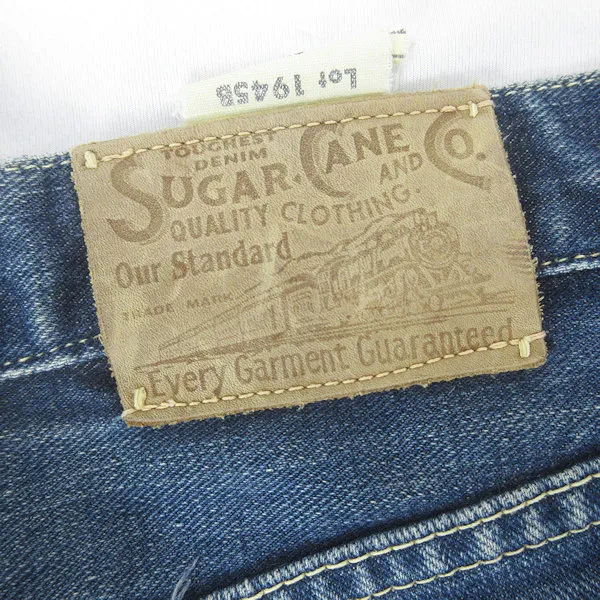 Lot 1945B
TOUGHEST
DENIM
SUGAR CANE CO.
AND
QUALITY CLOTHING.
Our Standard
TRADE MARK
Every Garment Guaranteed